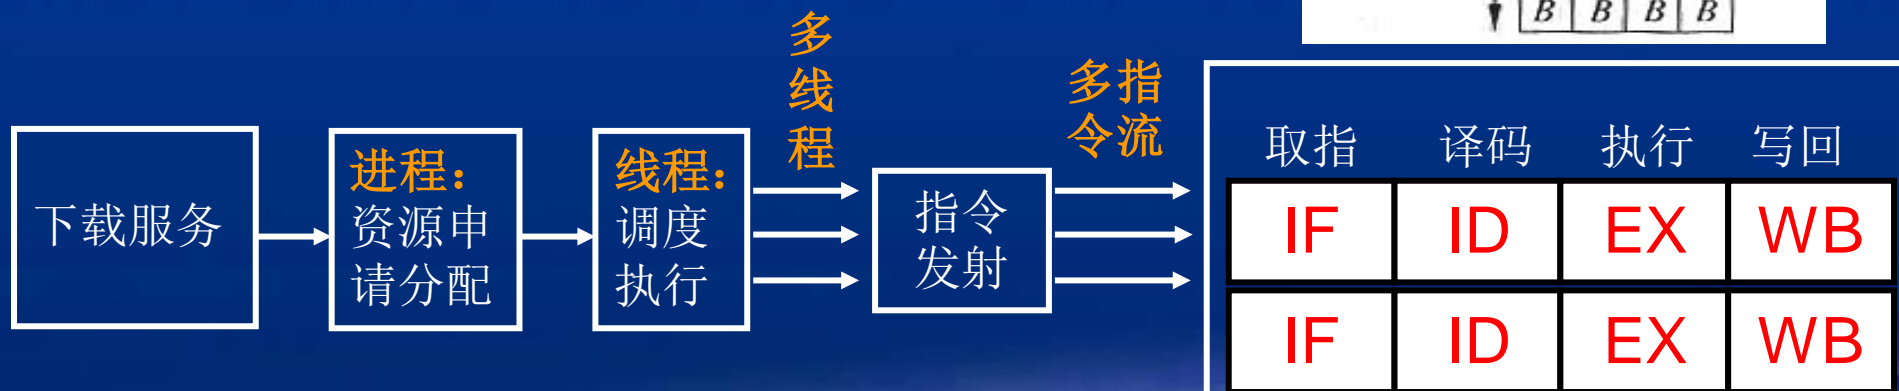 B B B B
多线程
多指
令流
下载服务
进程：
资源申
请分配
线程：
调度
执行
指令
发射
取指 译码 执行 写回
IF ID EX WB
IF ID EX WB